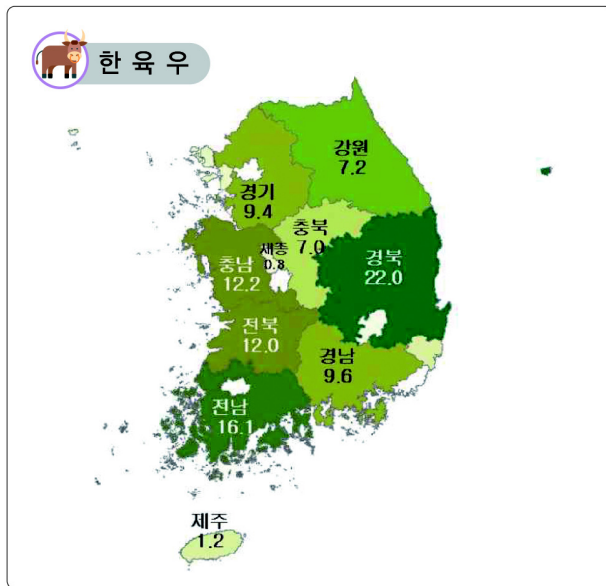 한 육 우
강원
7.2
경기
9.4
충북
7.0
세종
0.8
경북
22.0
충남
12.2
전북
12.0
경남
9.6
전남
16.1
제주
1.2